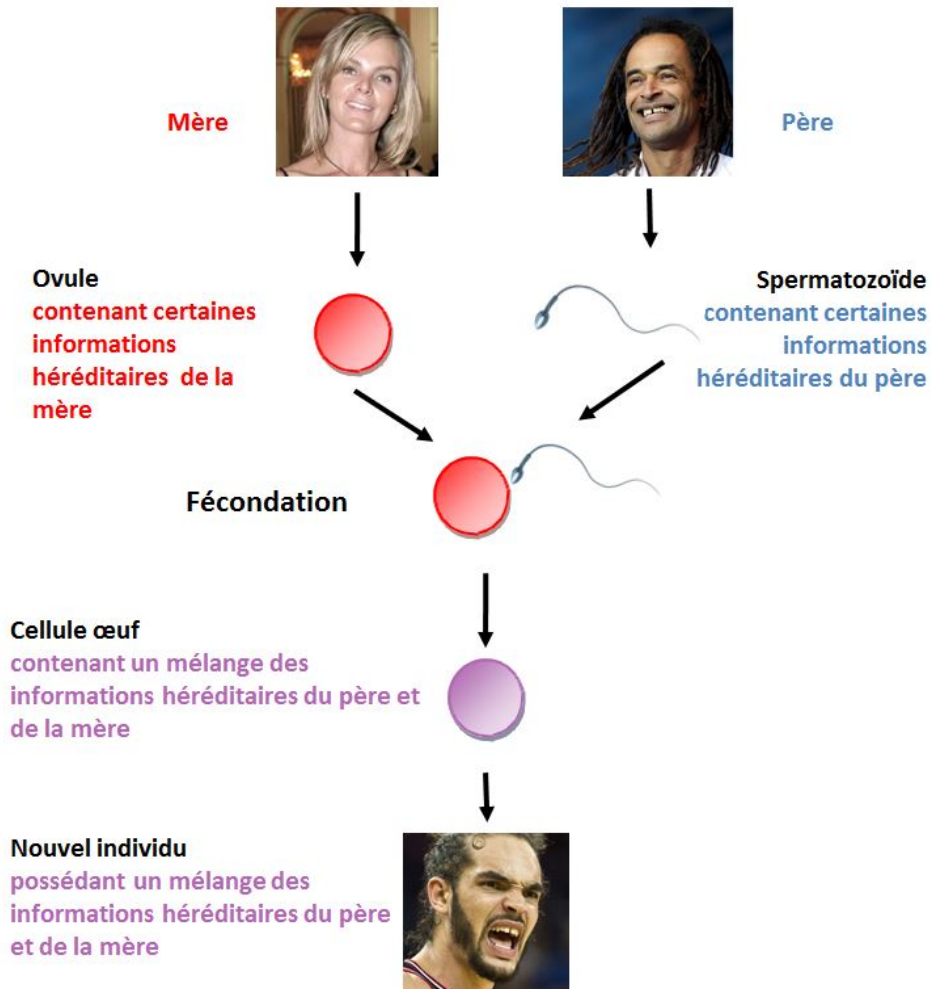 Mère
Père
Ovule
contenant certaines
informations
héréditaires de la
mère
Spermatozoïde
contenant certaines
informations
héréditaires du père
Fécondation
Cellule œuf
contenant un mélange des
informations héréditaires du père et
de la mère
Nouvel individu
possédant un mélange des
informations héréditaires du père
et de la mère